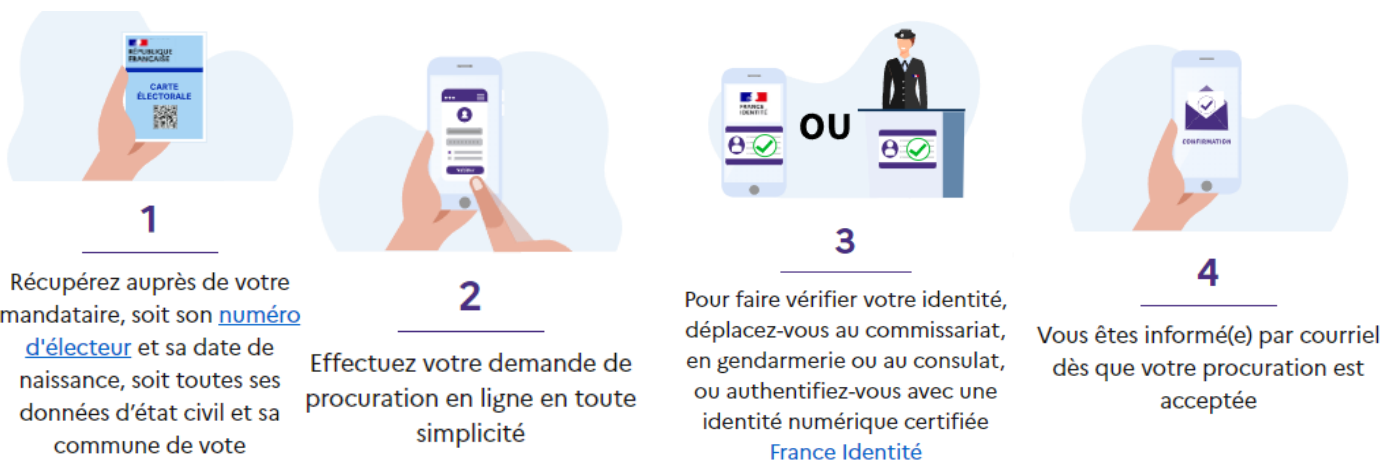 RÉPUBLIQUE
FRANÇAISE
CARTE
ÉLECTORALE
1
Récupérez auprès de votre
mandataire, soit son numéro
d'électeur et sa date de
naissance, soit toutes ses
données d’état civil et sa
commune de vote
2
Effectuez votre demande de
procuration en ligne en toute
simplicité
FRANCE
IDENTITÉ
OU
3
Pour faire vérifier votre identité,
déplacez-vous au commissariat,
en gendarmerie ou au consulat,
ou authentifiez-vous avec une
identité numérique certifiée
France Identité
CONFIRMATION
4
Vous êtes informé(e) par courriel
dès que votre procuration est
acceptée